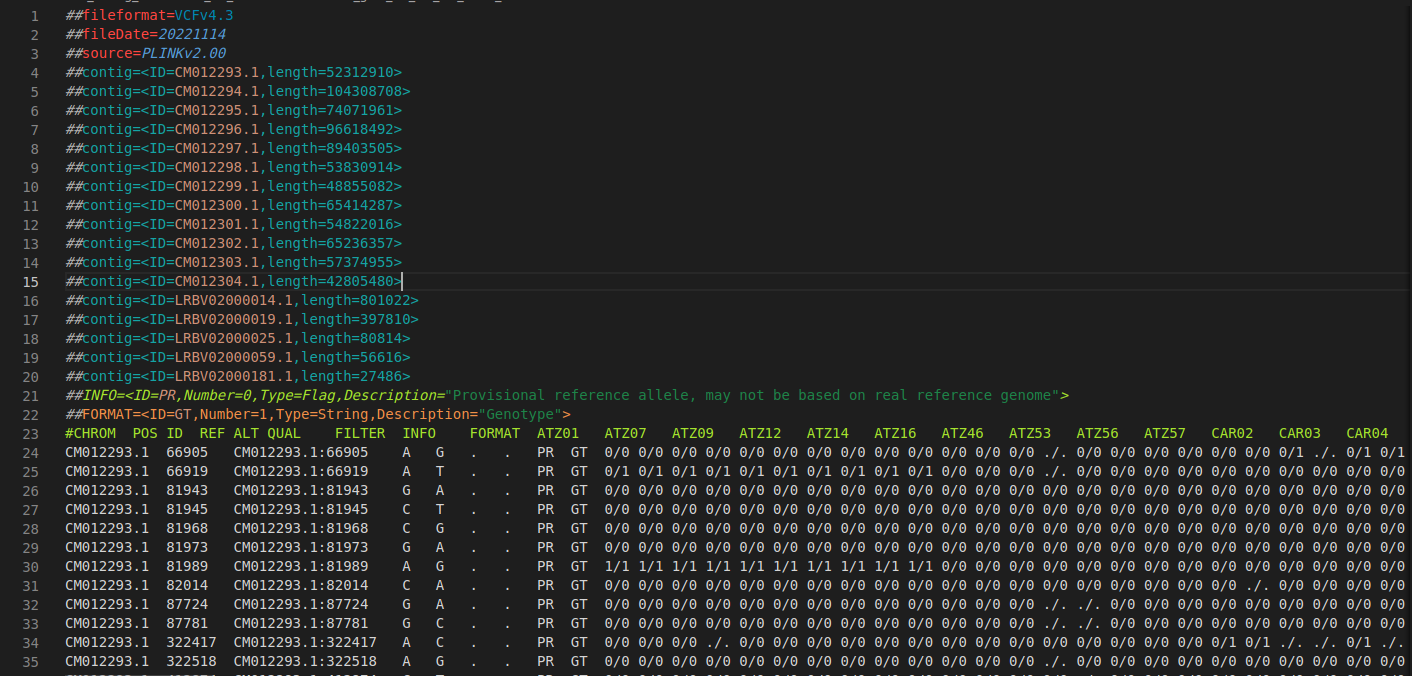 1 ##fileformat=VCFv4.3
2 ##fileDate=20221114
3 ##source=PLINKv2.00
4 ##contig=<ID=CM012293.1,length=52312910>
5 ##contig=<ID=CM012294.1,length=104308708>
6 ##contig=<ID=CM012295.1,length=74071961>
7 ##contig=<ID=CM012296.1,length=96618492>
8 ##contig=<ID=CM012297.1,length=89403505>
9 ##contig=<ID=CM012298.1,length=53830914>
10 ##contig=<ID=CM012299.1,length=48855082>
11 ##contig=<ID=CM012300.1,length=65414287>
12 ##contig=<ID=CM012301.1,length=54822016>
13 ##contig=<ID=CM012302.1,length=65236357>
14 ##contig=<ID=CM012303.1,length=57374955>
15 ##contig=<ID=CM012304.1,length=42805480>
16 ##contig=<ID=LRBV02000014.1,length=801022>
17 ##contig=<ID=LRBV02000019.1,length=397810>
18 ##contig=<ID=LRBV02000025.1,length=80814>
19 ##contig=<ID=LRBV02000059.1,length=56616>
20 ##contig=<ID=LRBV02000181.1,length=27486>
21 ##INFO=<ID=PR,Number=0,Type=Flag,Description="Provisional reference allele, may not be based on real reference genome">
22 ##FORMAT=<ID=GT,Number=1,Type=String,Description="Genotype">
23 #CHROM POS ID REF ALT QUAL FILTER INFO FORMAT ATZ01 ATZ07 ATZ09 ATZ12 ATZ14 ATZ16 ATZ46 ATZ53 ATZ56 ATZ57 CAR02 CAR03 CAR04
24 CM012293.1 66905 CM012293.1:66905 A G . . PR GT 0/0 0/0 0/0 0/0 0/0 0/0 0/0 0/0 0/0 0/0 0/0 0/0 0/0 ./. 0/0 0/0 0/0 0/0 0/0 0/0 0/1 ./. 0/1 0/1
25 CM012293.1 66919 CM012293.1:66919 A T . . PR GT 0/1 0/1 0/1 0/1 0/1 0/1 0/1 0/1 0/1 0/1 0/0 0/0 0/0 0/0 0/0 0/0 0/0 0/0 0/0 0/0 0/0 0/0 0/0 0/0
26 CM012293.1 81943 CM012293.1:81943 G A . . PR GT 0/0 0/0 0/0 0/0 0/0 0/0 0/0 0/0 0/0 0/0 0/0 0/0 0/0 0/0 0/0 0/0 0/0 0/0 0/0 0/0 0/0 0/0 0/0 0/0
27 CM012293.1 81945 CM012293.1:81945 C T . . PR GT 0/0 0/0 0/0 0/0 0/0 0/0 0/0 0/0 0/0 0/0 0/0 0/0 0/0 0/0 0/0 0/0 0/0 0/0 0/0 0/0 0/0 0/0 0/0 0/0
28 CM012293.1 81968 CM012293.1:81968 C G . . PR GT 0/0 0/0 0/0 0/0 0/0 0/0 0/0 0/0 0/0 0/0 0/0 0/0 0/0 0/0 0/0 0/0 0/0 0/0 0/0 0/0 0/0 0/0 0/0 0/0
29 CM012293.1 81973 CM012293.1:81973 G A . . PR GT 0/0 0/0 0/0 0/0 0/0 0/0 0/0 0/0 0/0 0/0 0/0 0/0 0/0 0/0 0/0 0/0 0/0 0/0 0/0 0/0 0/0 0/0 0/0 0/0
30 CM012293.1 81989 CM012293.1:81989 A G . . PR GT 1/1 1/1 1/1 1/1 1/1 1/1 1/1 1/1 1/1 1/1 0/0 0/0 0/0 0/0 0/0 0/0 0/0 0/0 0/0 0/0 0/0 0/0 0/0 0/0
31 CM012293.1 82014 CM012293.1:82014 C A . . PR GT 0/0 0/0 0/0 0/0 0/0 0/0 0/0 0/0 0/0 0/0 0/0 0/0 0/0 0/0 0/0 0/0 0/0 0/0 0/0 ./. 0/0 0/0 0/0 0/0
32 CM012293.1 87724 CM012293.1:87724 G A . . PR GT 0/0 0/0 0/0 0/0 0/0 0/0 0/0 0/0 0/0 0/0 0/0 0/0 0/0 ./. ./. 0/0 0/0 0/0 0/0 0/0 0/0 0/0 0/0 0/0
33 CM012293.1 87781 CM012293.1:87781 G C . . PR GT 0/0 0/0 0/0 0/0 0/0 0/0 0/0 0/0 0/0 0/0 0/0 0/0 0/0 ./. ./. 0/0 0/0 0/0 0/0 0/0 0/0 0/0 0/0 0/0
34 CM012293.1 322417 CM012293.1:322417 A C . . PR GT 0/0 0/0 0/0 ./. 0/0 0/0 0/0 0/0 0/0 0/0 0/0 0/0 0/0 0/0 0/0 0/0 0/0 0/0 0/1 0/1 ./. ./. 0/1 ./.
35 CM012293.1 322518 CM012293.1:322518 A G . . PR GT 0/0 0/0 0/0 0/0 0/0 0/0 0/0 0/0 0/0 0/0 0/0 0/0 0/0 ./. 0/0 0/0 0/0 0/0 0/0 0/0 0/0 0/0 0/0 0/0